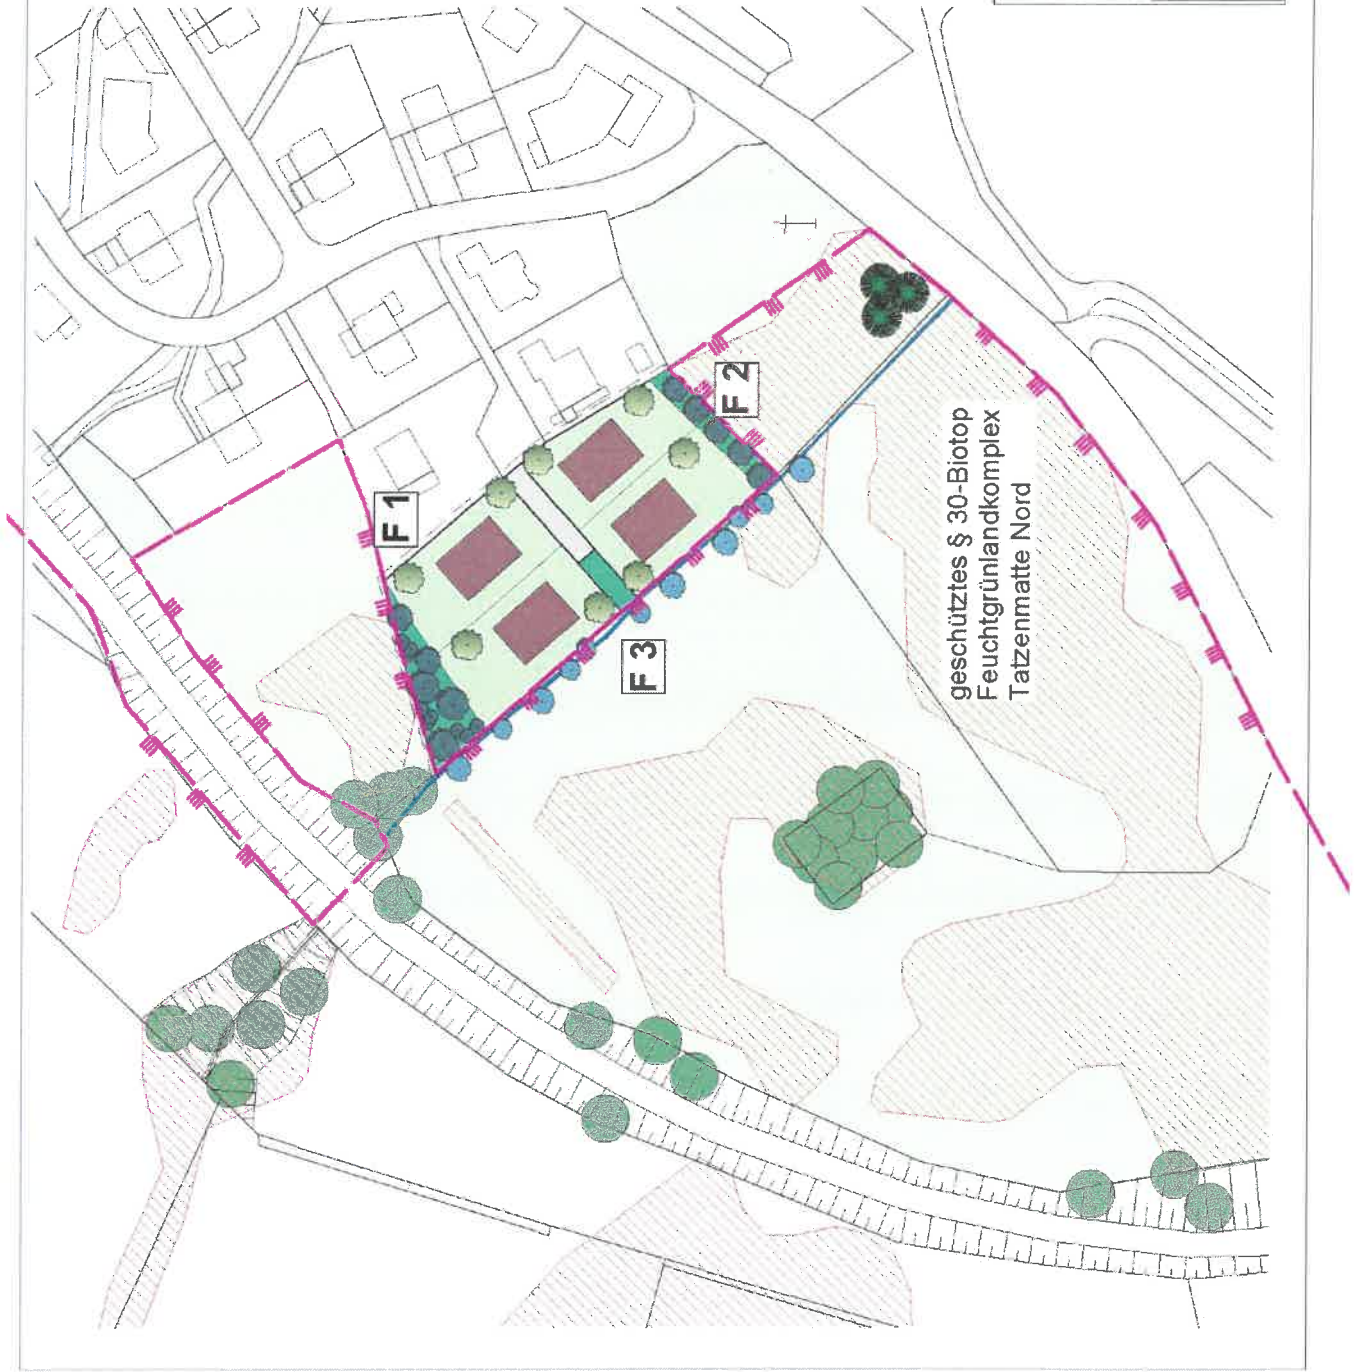 F 1
F 2
F 3
geschütztes § 30-Biotop
Feuchtgrünlandkomplex
Tatzenmatte Nord